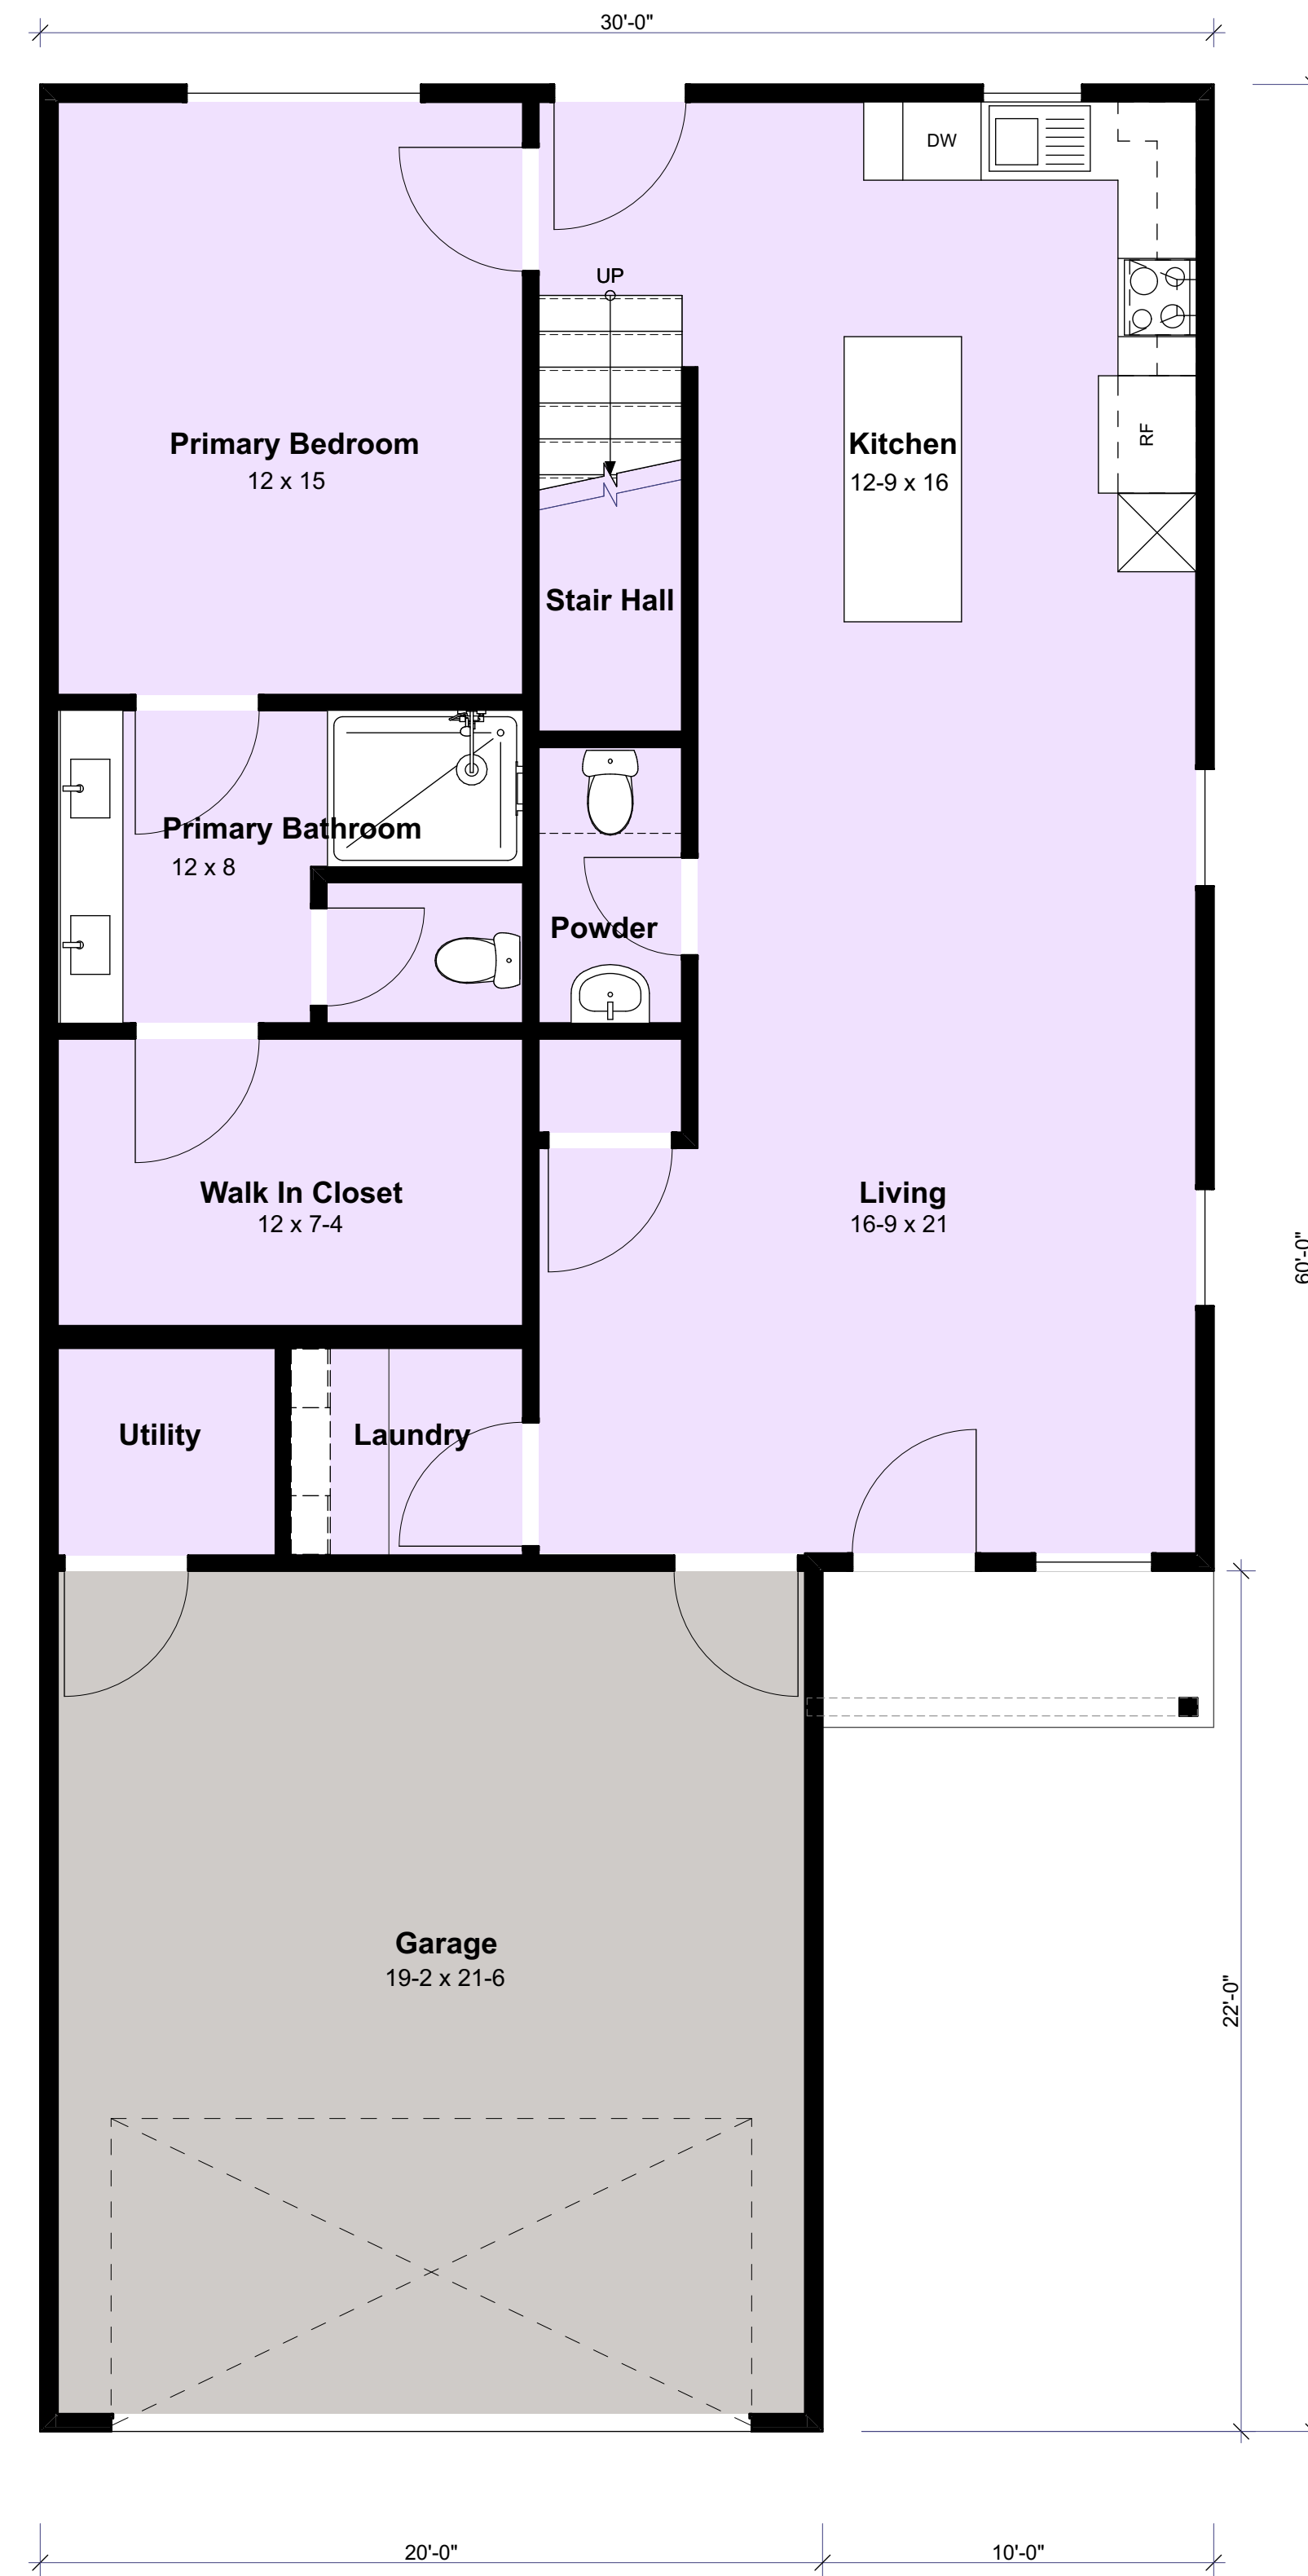 30'-0"
DW
UP
Primary Bedroom
12 x 15
Kitchen
12-9 x 16
RF
Stair Hall
Primary Bathroom
12 x 8
Powder
Walk In Closet
12 x 7-4
Living
16-9 x 21
60'-0"
Utility
Laundry
Garage
19-2 x 21-6
22'-0"
20'-0"
10'-0"